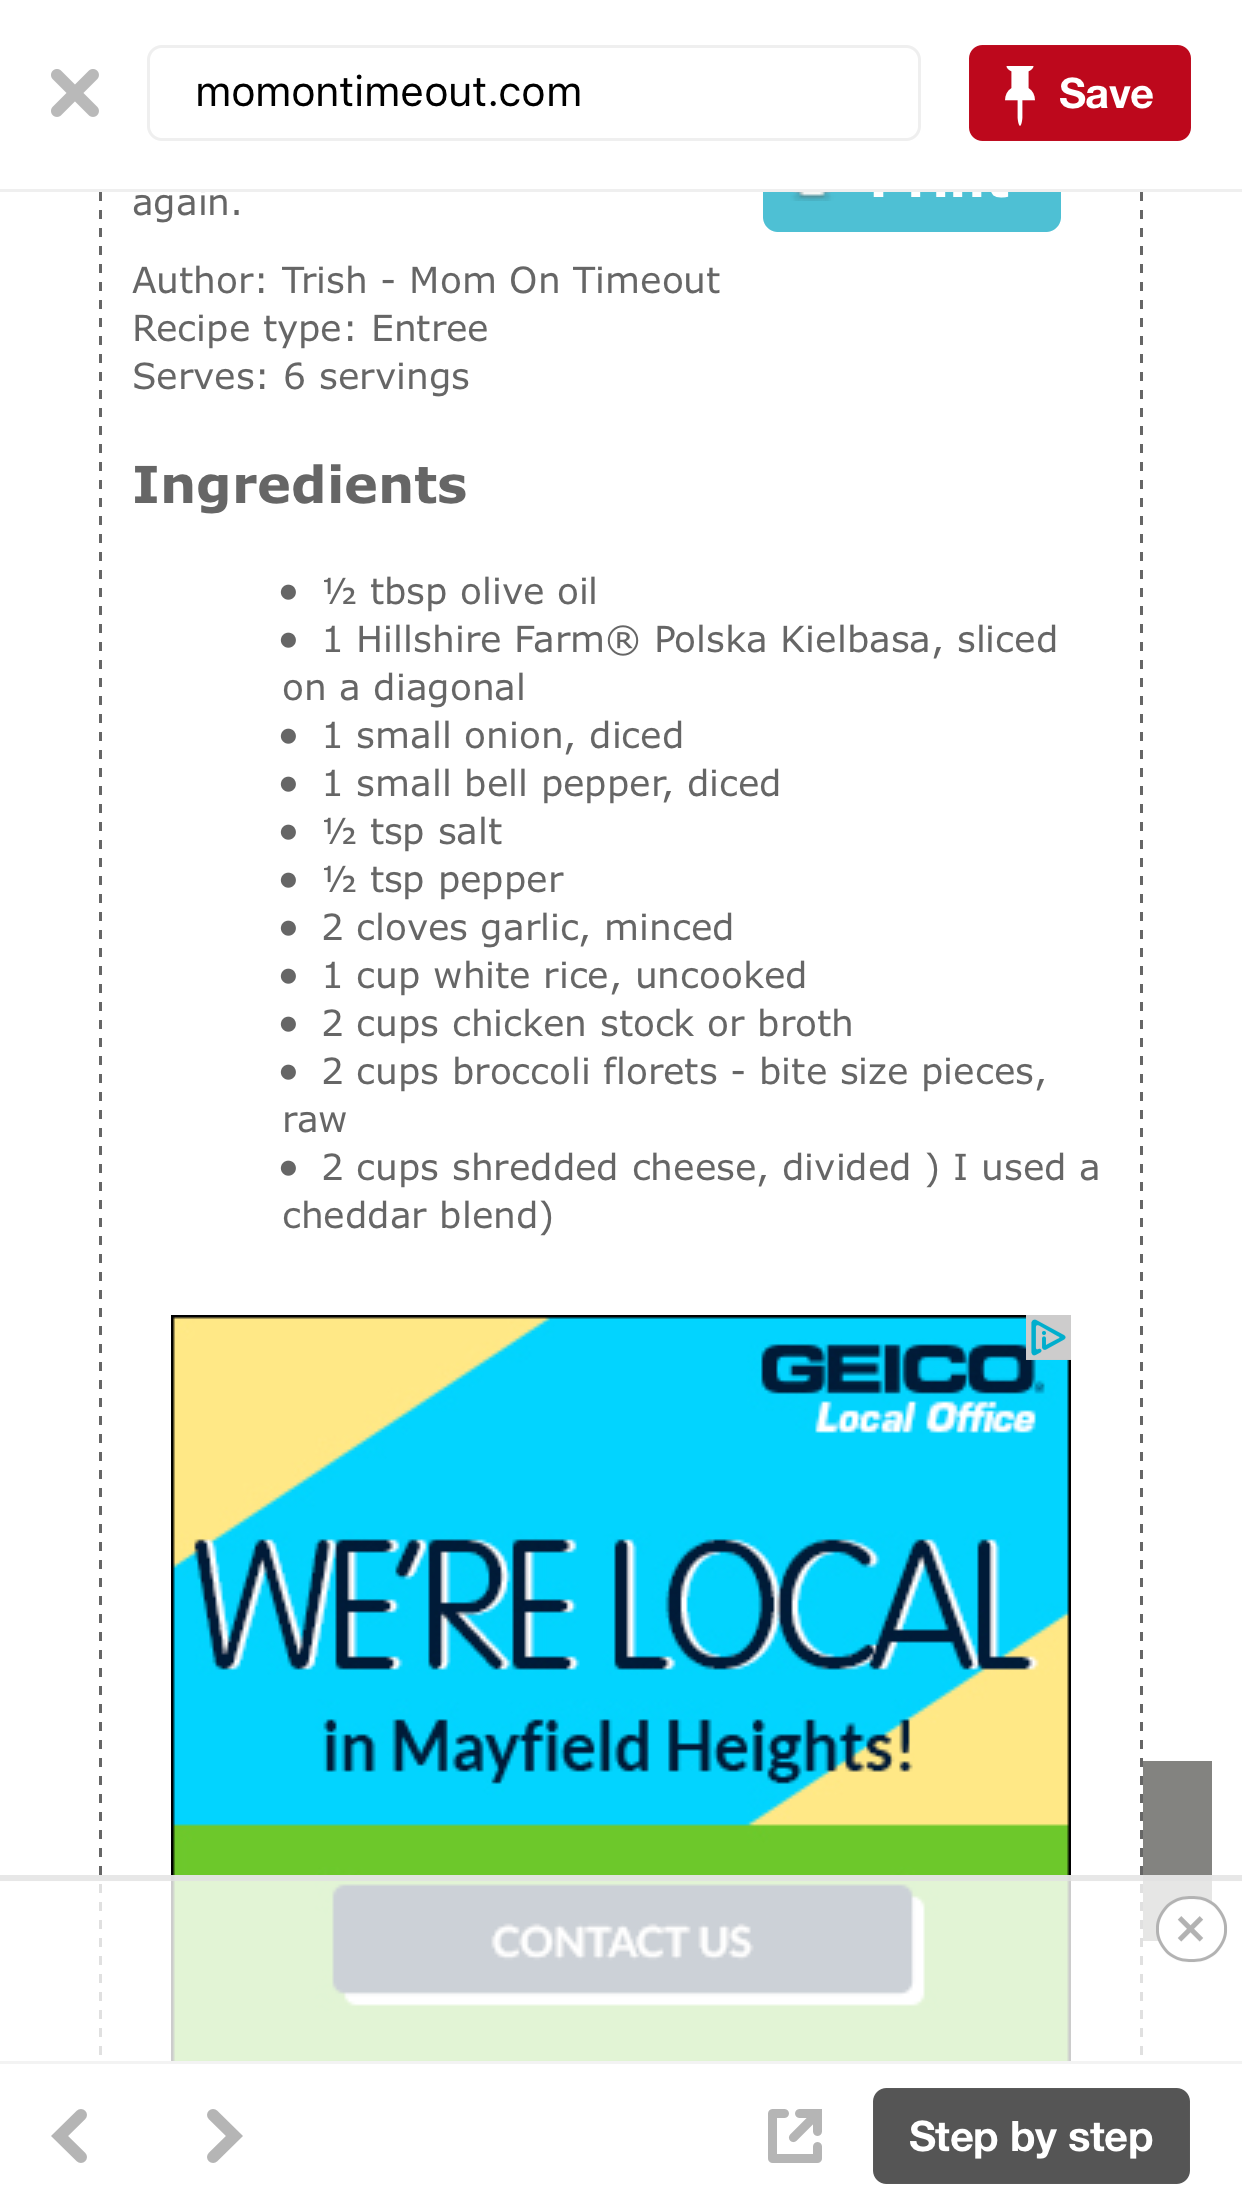 momontimeout.com
Save
again.
Print
Author: Trish - Mom On Timeout
Recipe type: Entree
Serves: 6 servings
Ingredients
• ½ tbsp olive oil
• 1 Hillshire Farm® Polska Kielbasa, sliced
on a diagonal
• 1 small onion, diced
• 1 small bell pepper, diced
• ½ tsp salt
• ½ tsp pepper
• 2 cloves garlic, minced
• 1 cup white rice, uncooked
• 2 cups chicken stock or broth
• 2 cups broccoli florets - bite size pieces,
raw
• 2 cups shredded cheese, divided ) I used a
cheddar blend)
GEICO.
Local Office
WE'RE LOCAL
in Mayfield Heights!
CONTACT US
Step by step